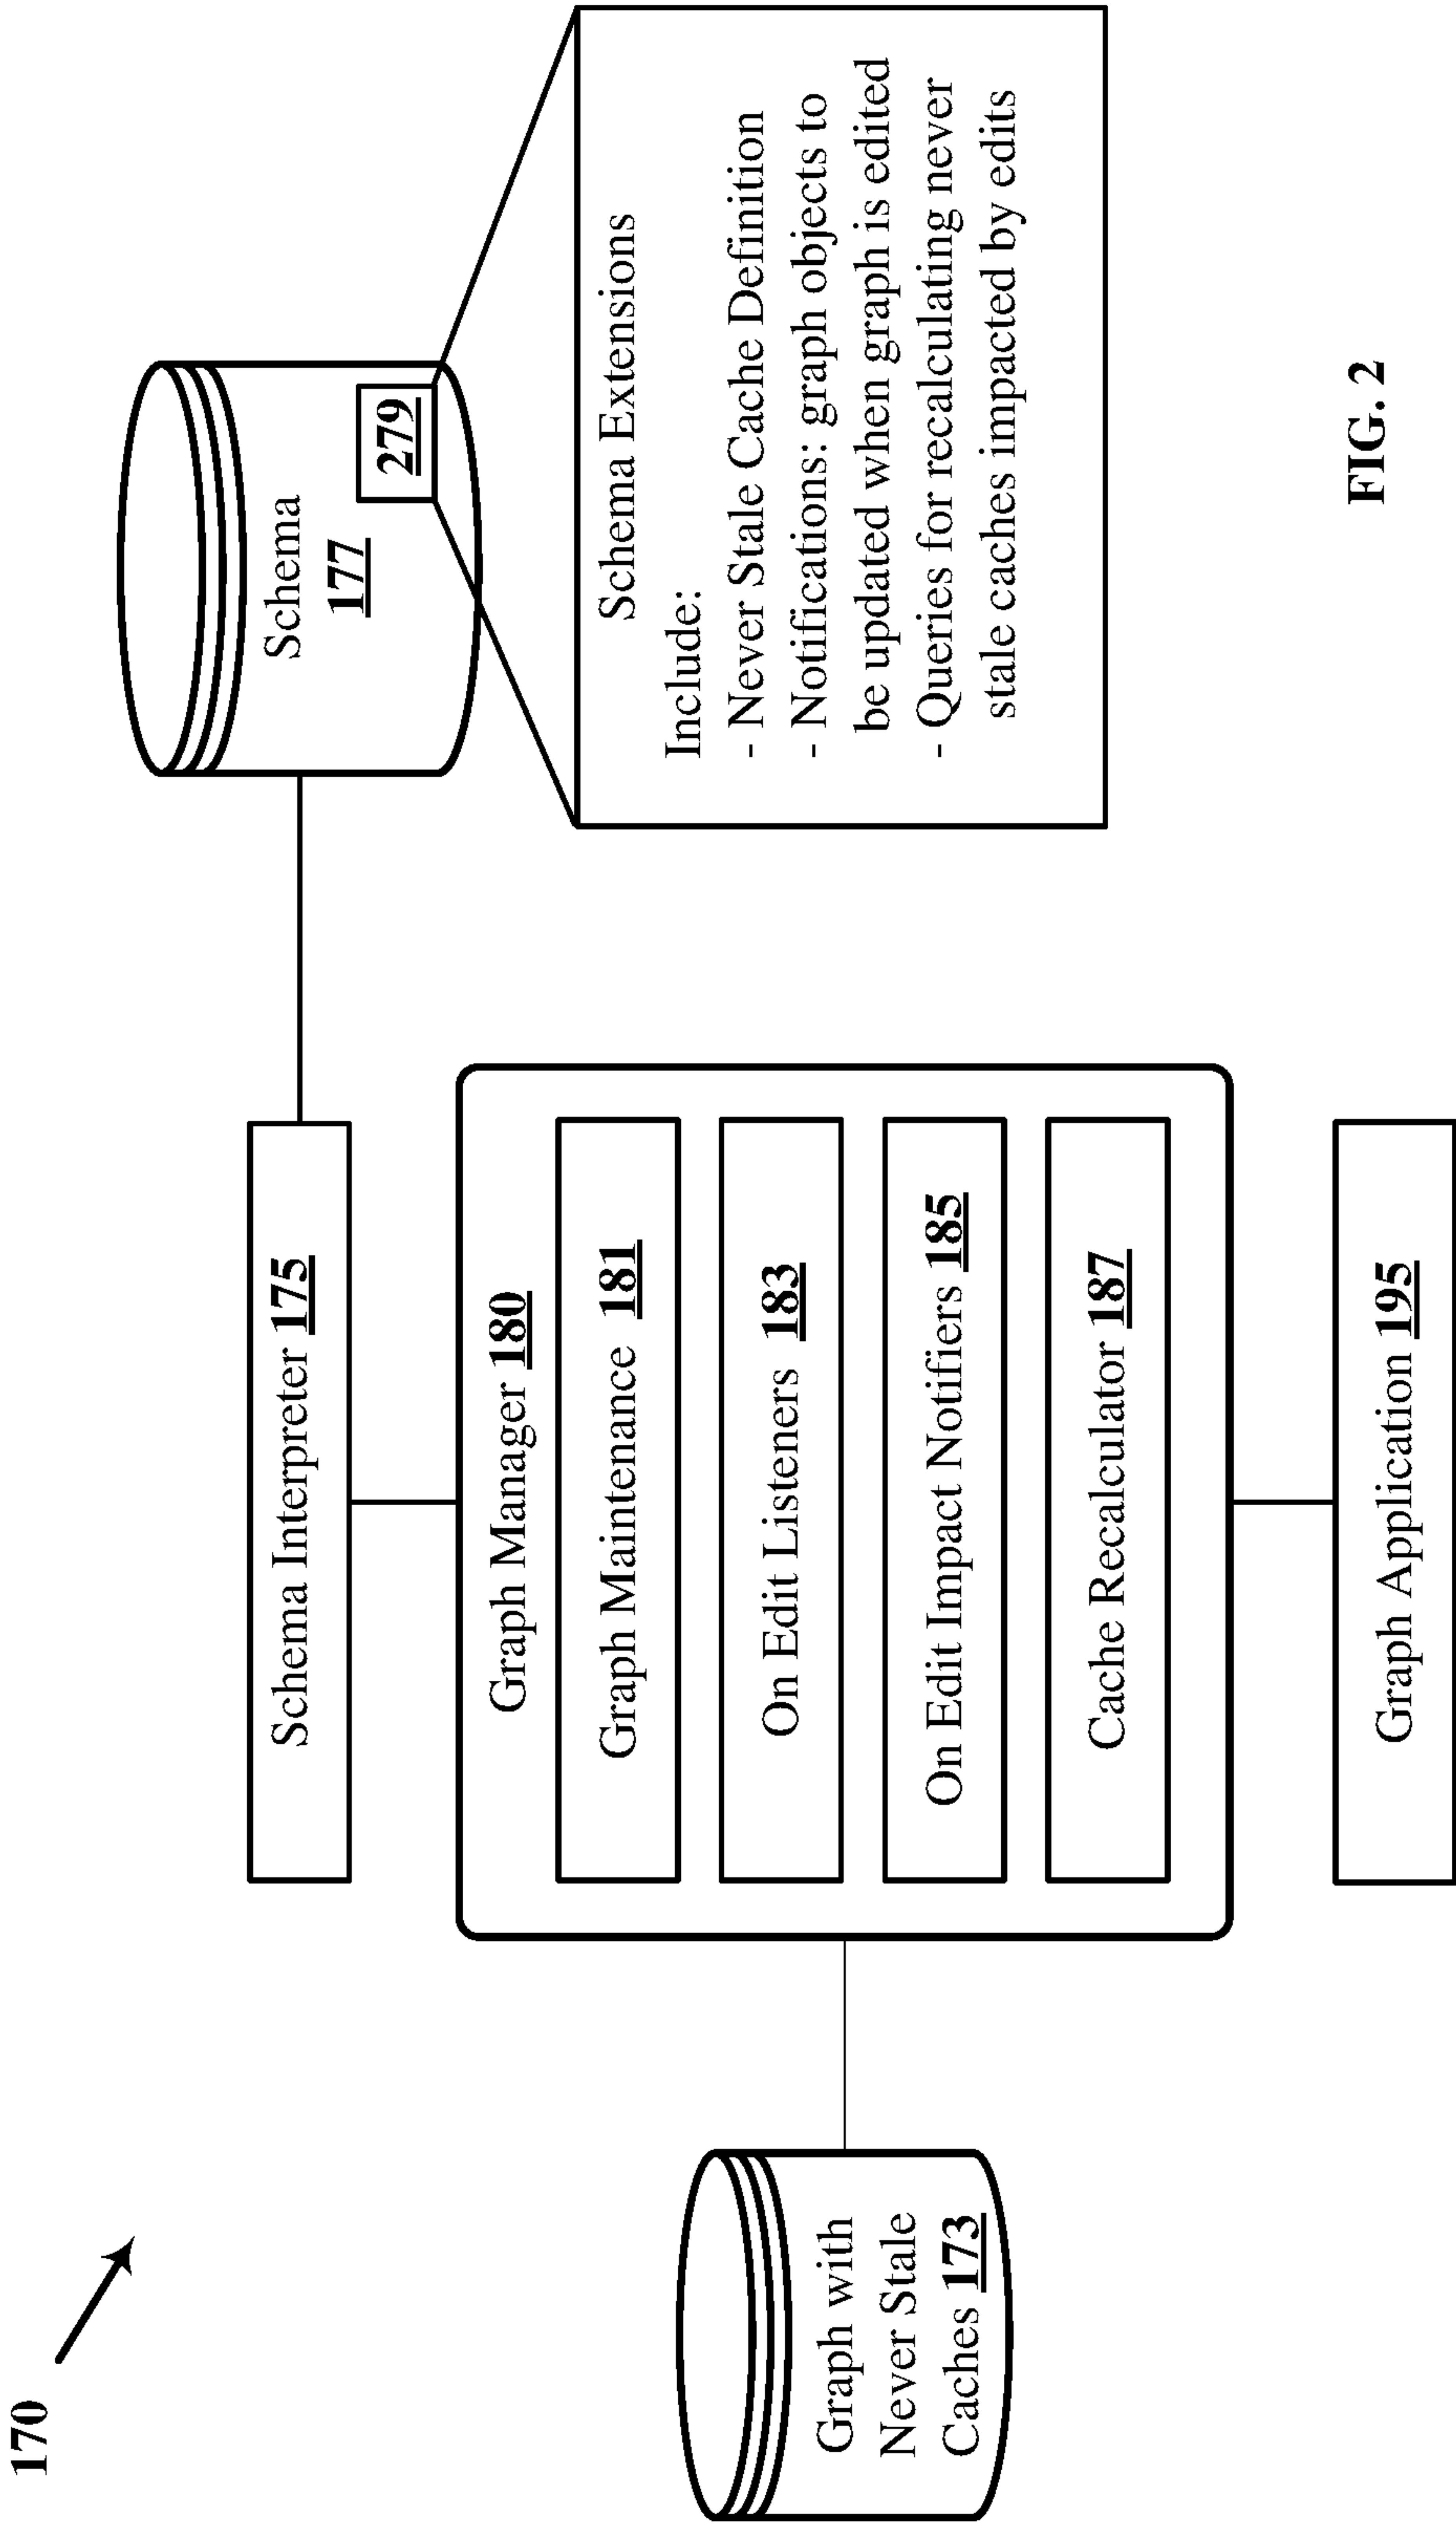 170
Schema Interpreter 175
Schema
177
279
Graph Manager 180
Graph Maintenance 181
On Edit Listeners 183
On Edit Impact Notifiers 185
Cache Recalculator 187
Graph with
Never Stale
Caches 173
Graph Application 195
Schema Extensions
Include:
- Never Stale Cache Definition
- Notifications: graph objects to
be updated when graph is edited
- Queries for recalculating never
stale caches impacted by edits
FIG. 2